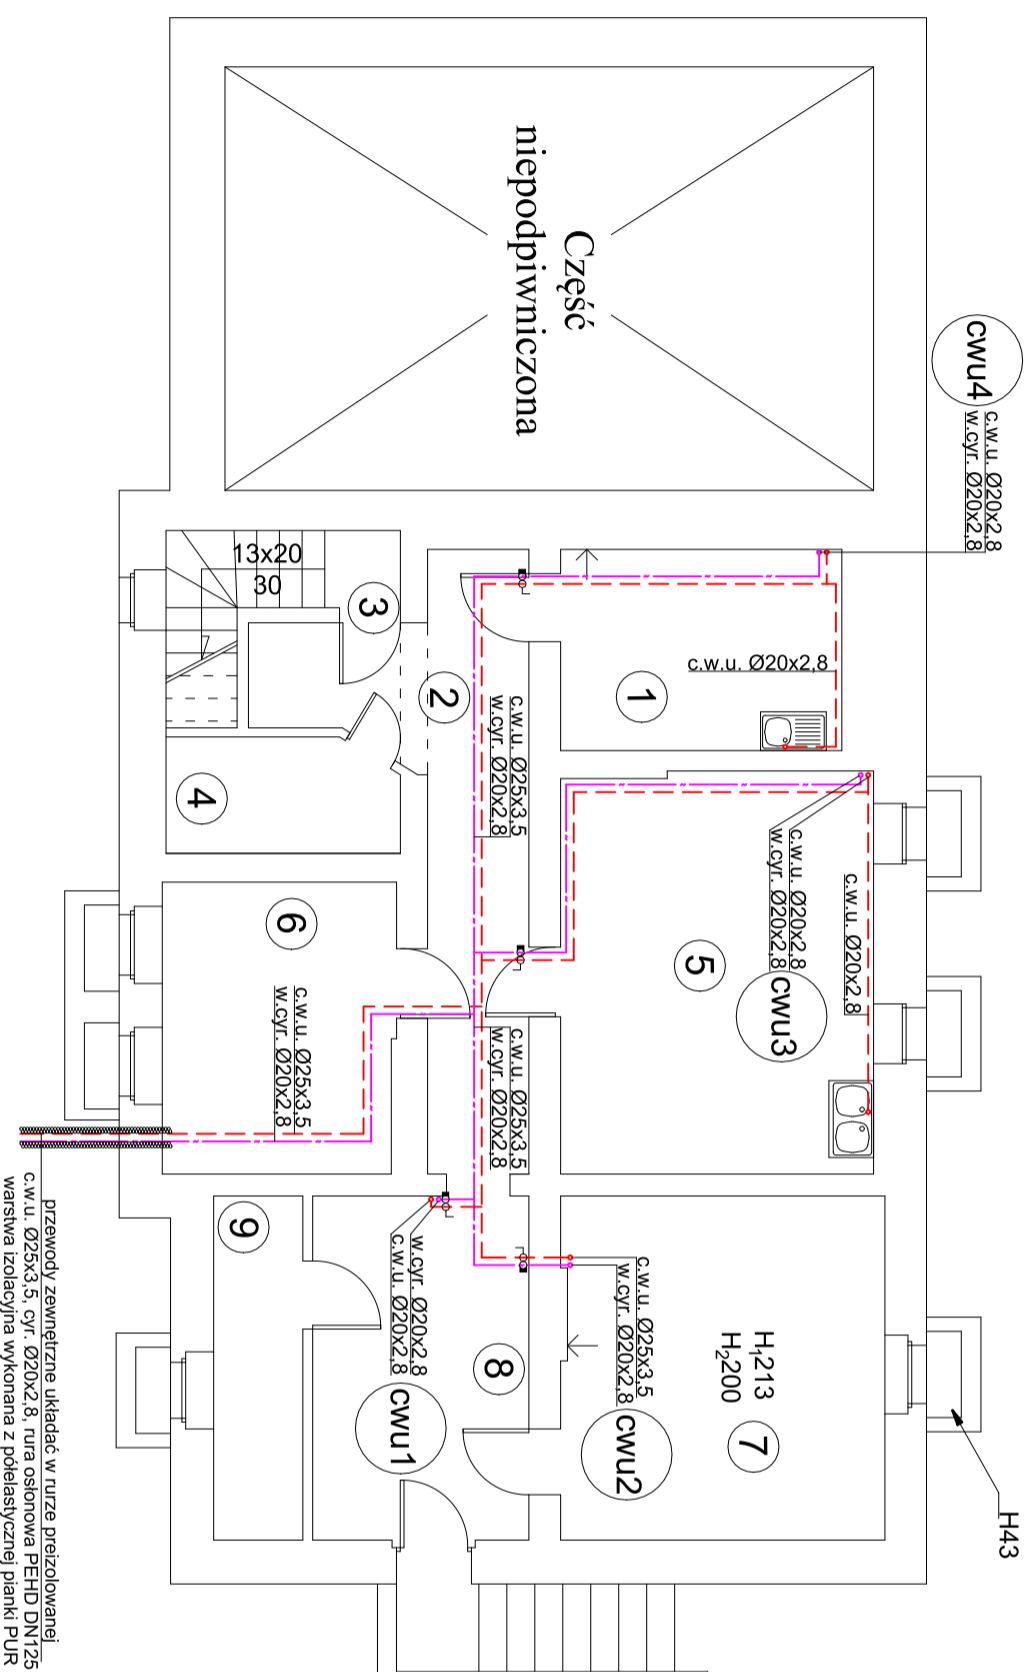 Część
niepodpiwniczona
cwu4
c.w.u. Ø20x2,8
w.cyr. Ø20x2,8
13x20
30
3
2
1
4
c.w.u. Ø20x2,8
c.w.u. Ø25x3,5
w.cyr. Ø20x2,8
c.w.u. Ø20x2,8
c.w.u. Ø20x2,8
w.cyr. Ø20x2,8
cwu3
5
6
c.w.u. Ø25x3,5
w.cyr. Ø20x2,8
c.w.u. Ø25x3,5
w.cyr. Ø20x2,8
9
w.cyr. Ø20x2,8
c.w.u. Ø20x2,8
cwu1
8
c.w.u. Ø25x3,5
w.cyr. Ø20x2,8
cwu2
H₁213
H₂200
7
H43
przewody zewnętrzne układać w rurze preizolowanej
c.w.u. Ø25x3,5, cyr. Ø20x2,8, rura osłonowa PEHD DN125
warstwa izolacyjna wykonana z półelastycznej pianki PUR